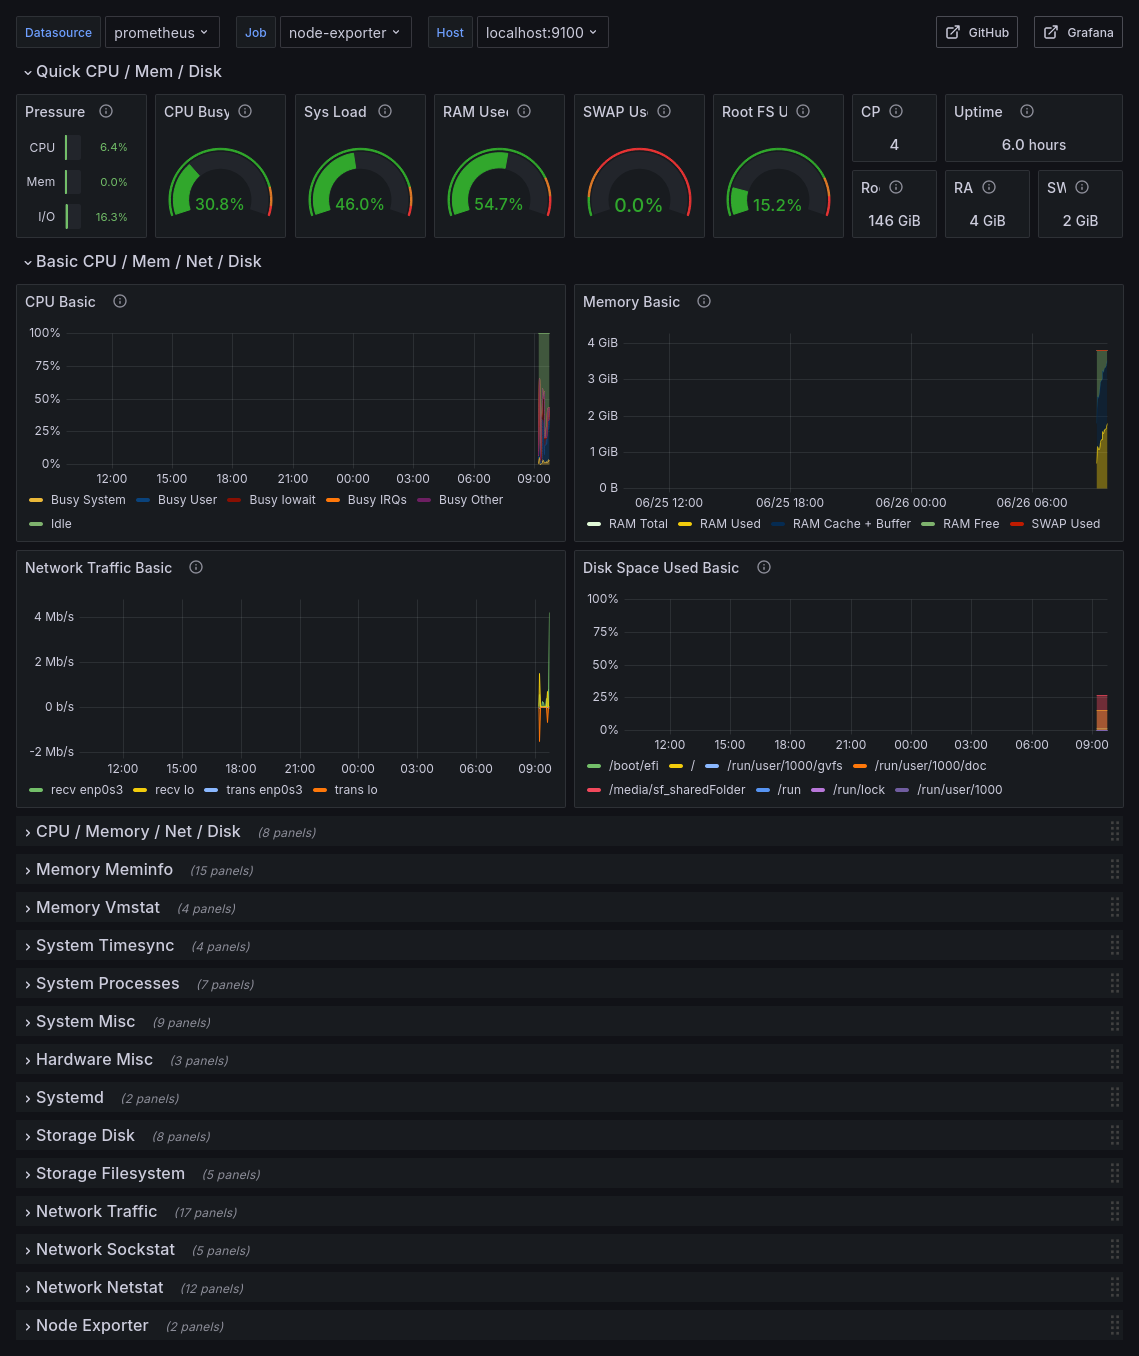 Datasource prometheus Job node-exporter Host localhost:9100 GitHub Grafana
Quick CPU / Mem / Disk
Pressure CPU Busy Sys Load RAM Used SWAP Us Root FS U CP Uptime
CPU 6.4%
Mem 0.0%
I/O 16.3%
30.8% 46.0% 54.7% 0.0% 15.2%
4 6.0 hours
Ro RA SW
146 GiB 4 GiB 2 GiB
Basic CPU / Mem / Net / Disk
CPU Basic
100%
75%
50%
25%
0%
12:00 15:00 18:00 21:00 00:00 03:00 06:00 09:00
Busy System Busy User Busy Iowait Busy IRQs Busy Other
Idle
Memory Basic
4 GiB
3 GiB
2 GiB
1 GiB
0 B
06/25 12:00 06/25 18:00 06/26 00:00 06/26 06:00
RAM Total RAM Used RAM Cache + Buffer RAM Free SWAP Used
Network Traffic Basic
4 Mb/s
2 Mb/s
0 b/s
-2 Mb/s
12:00 15:00 18:00 21:00 00:00 03:00 06:00 09:00
recv enp0s3 recv lo trans enp0s3 trans lo
Disk Space Used Basic
100%
75%
50%
25%
0%
12:00 15:00 18:00 21:00 00:00 03:00 06:00 09:00
/boot/efi / /run/user/1000/gvfs /run/user/1000/doc
/media/sf_sharedFolder /run /run/lock /run/user/1000
CPU / Memory / Net / Disk (8 panels)
Memory Meminfo (15 panels)
Memory Vmstat (4 panels)
System Timesync (4 panels)
System Processes (7 panels)
System Misc (9 panels)
Hardware Misc (3 panels)
Systemd (2 panels)
Storage Disk (8 panels)
Storage Filesystem (5 panels)
Network Traffic (17 panels)
Network Sockstat (5 panels)
Network Netstat (12 panels)
Node Exporter (2 panels)